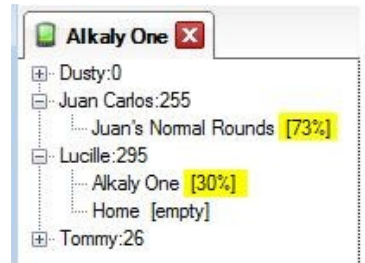 Alkaly One
Dusty:0
Juan Carlos:255
Juan's Normal Rounds [73%]
Lucille:295
Alkaly One [30%]
Home [empty]
Tommy:26